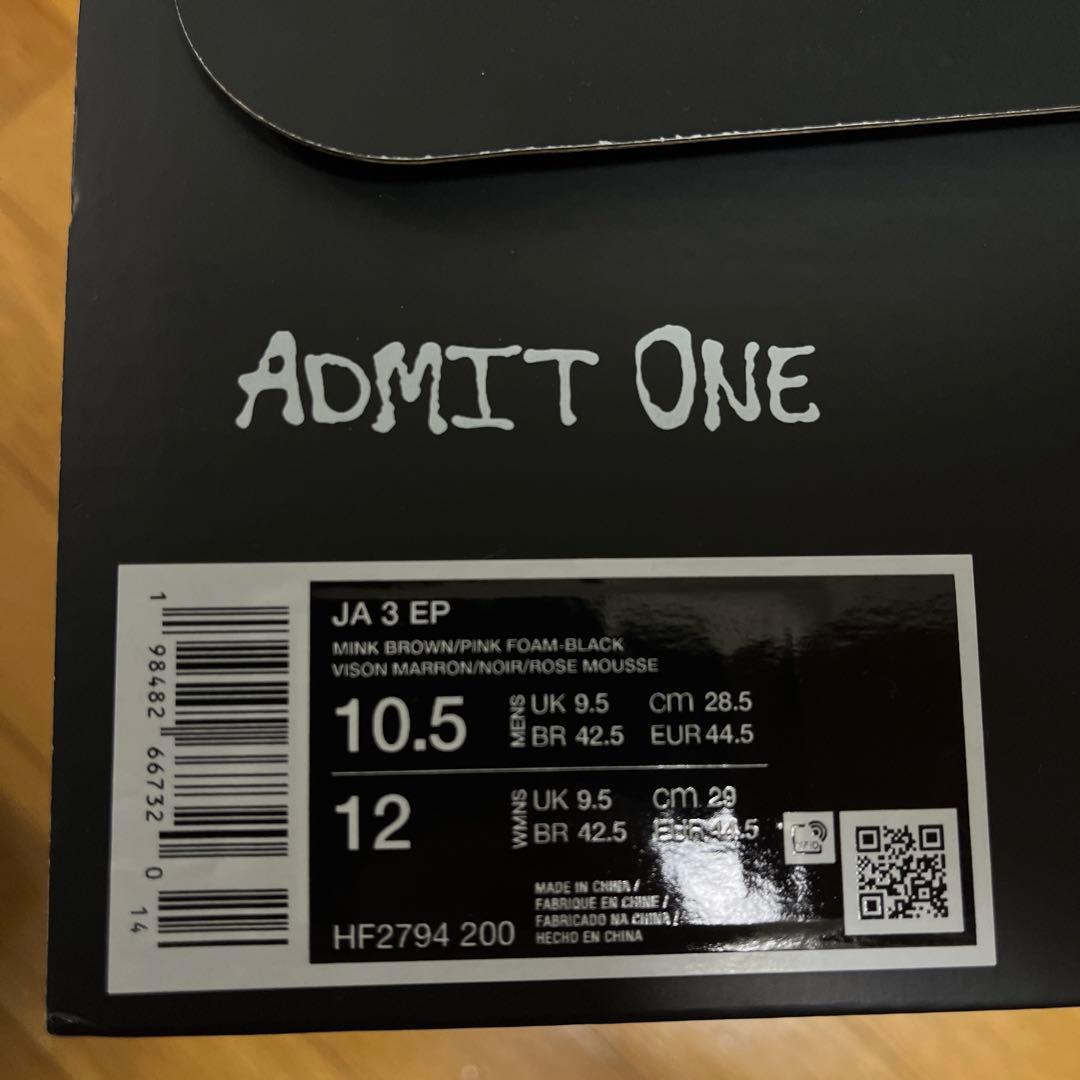 ADMIT ONE
JA 3 EP
MINK BROWN/PINK FOAM-BLACK
VISON MARRON/NOIR/ROSE MOUSSE
10.5 MENS UK 9.5 cm 28.5
BR 42.5 EUR 44.5
12 WMNS UK 9.5 cm 29
BR 42.5 EUR 44.5
MADE IN CHINA /
FABRIQUE EN CHINE /
FABRICADO NA CHINA /
HECHO EN CHINA
HF2794 200
1 98482 66732 0 14